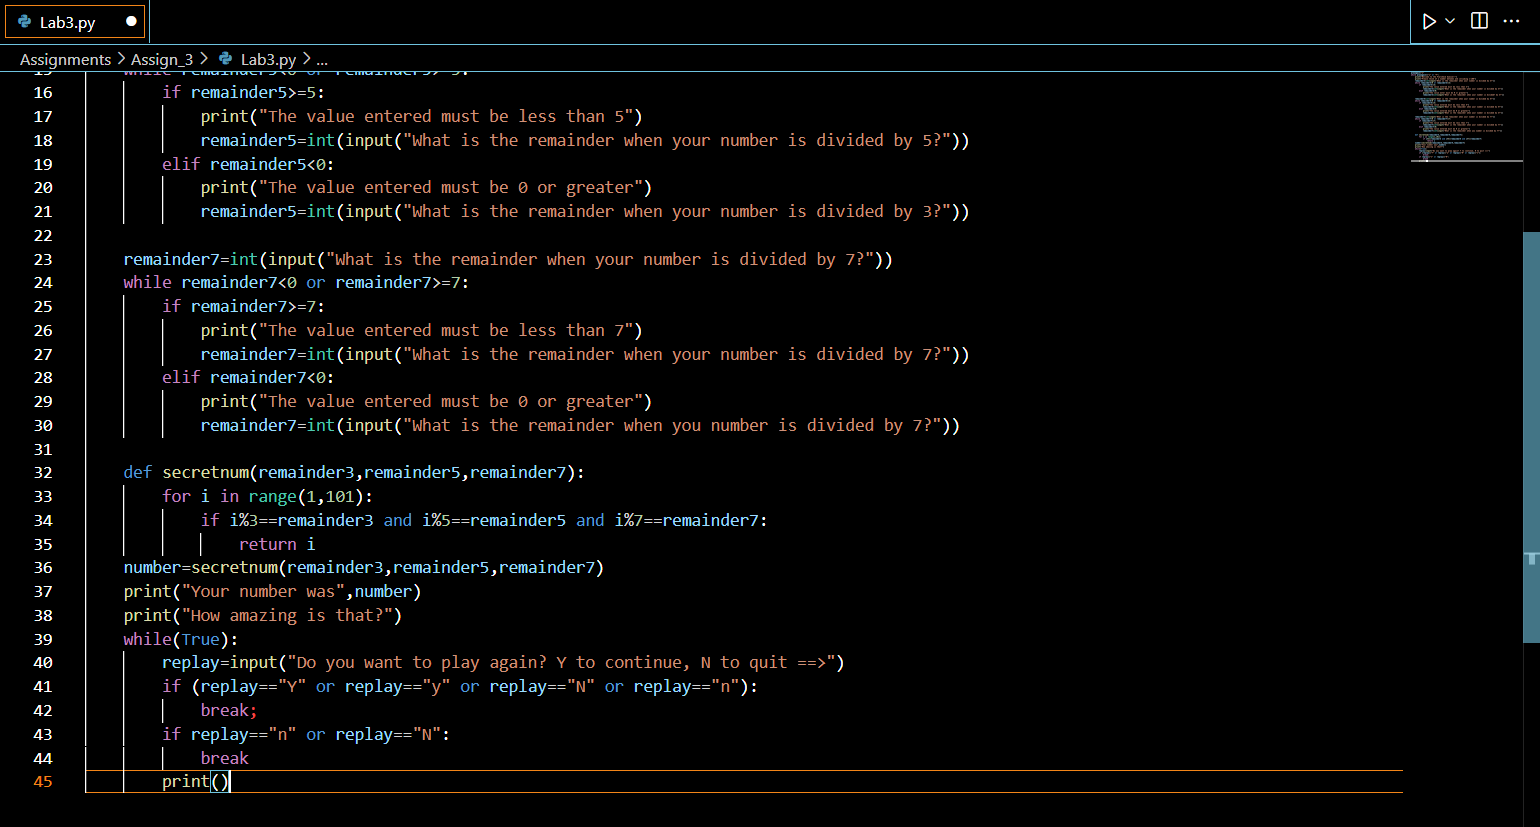 Lab3.py
Assignments > Assign_3 > Lab3.py > ...
16 if remainder5>=5:
17 print("The value entered must be less than 5")
18 remainder5=int(input("What is the remainder when your number is divided by 5?"))
19 elif remainder5<0:
20 print("The value entered must be 0 or greater")
21 remainder5=int(input("What is the remainder when your number is divided by 3?"))
22
23 remainder7=int(input("What is the remainder when your number is divided by 7?"))
24 while remainder7<0 or remainder7>=7:
25 if remainder7>=7:
26 print("The value entered must be less than 7")
27 remainder7=int(input("What is the remainder when your number is divided by 7?"))
28 elif remainder7<0:
29 print("The value entered must be 0 or greater")
30 remainder7=int(input("What is the remainder when you number is divided by 7?"))
31
32 def secretnum(remainder3,remainder5,remainder7):
33 for i in range(1,101):
34 if i%3==remainder3 and i%5==remainder5 and i%7==remainder7:
35 return i
36 number=secretnum(remainder3,remainder5,remainder7)
37 print("Your number was",number)
38 print("How amazing is that?")
39 while(True):
40 replay=input("Do you want to play again? Y to continue, N to quit ==>")
41 if (replay=="Y" or replay=="y" or replay=="N" or replay=="n"):
42 break;
43 if replay=="n" or replay=="N":
44 break
45 print()